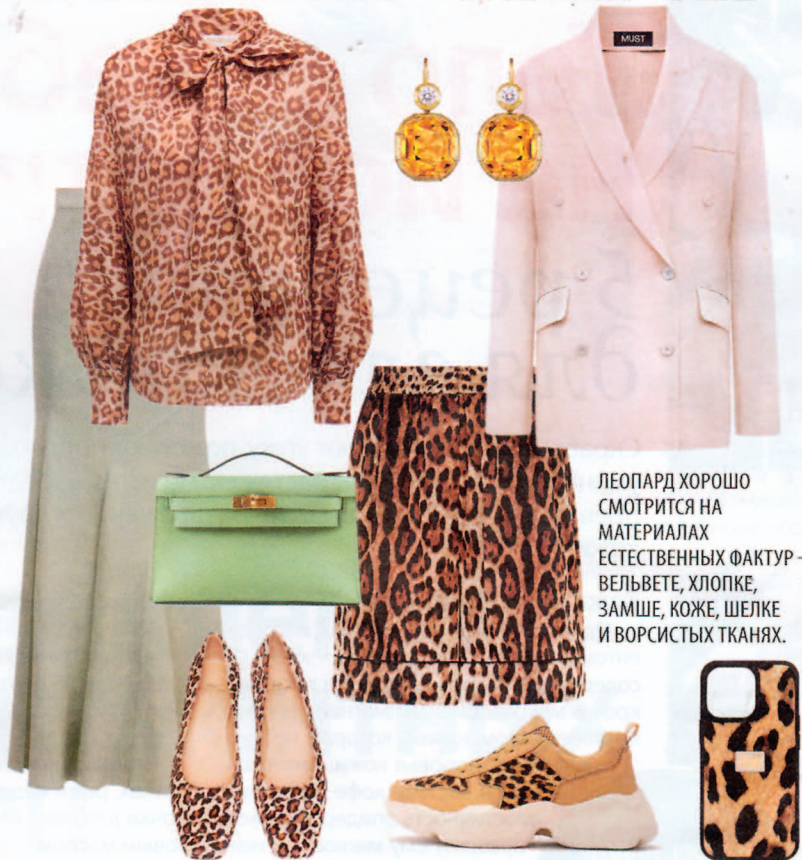 MUST
ЛЕОПАРД ХОРОШО
СМОТРИТСЯ НА
МАТЕРИАЛАХ
ЕСТЕСТВЕННЫХ ФАКТУР -
ВЕЛЬВЕТЕ, ХЛОПКЕ,
ЗАМШЕ, КОЖЕ, ШЕЛКЕ
И ВОРСИСТЫХ ТКАНЯХ.